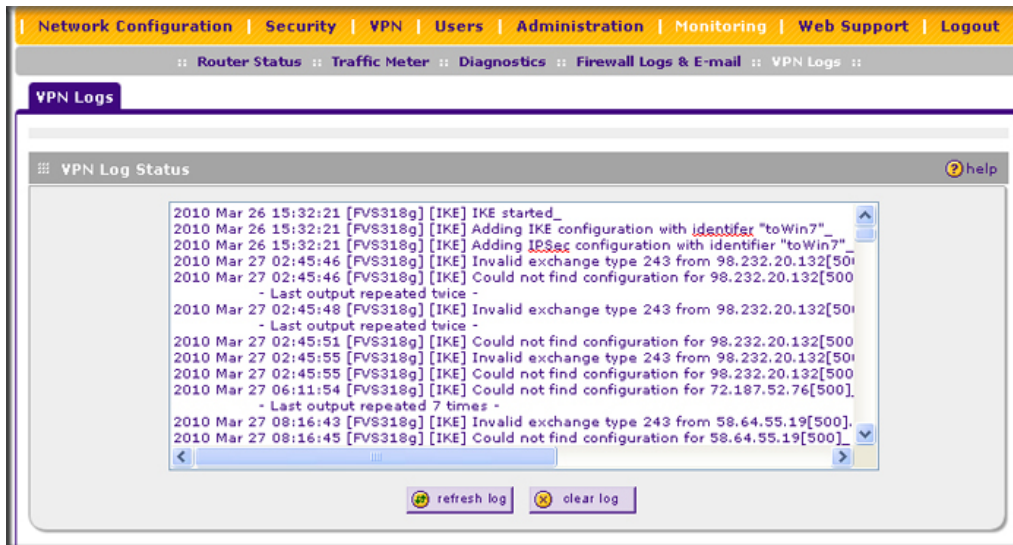 | Network Configuration | Security | VPN | Users | Administration | Monitoring | Web Support | Logout
:: Router Status :: Traffic Meter :: Diagnostics :: Firewall Logs & E-mail :: VPN Logs ::
VPN Logs
VPN Log Status
help
2010 Mar 26 15:32:21 [FVS318g] [IKE] IKE started_
2010 Mar 26 15:32:21 [FVS318g] [IKE] Adding IKE configuration with identifer "toWin7"_
2010 Mar 26 15:32:21 [FVS318g] [IKE] Adding IPSec configuration with identifier "toWin7"_
2010 Mar 27 02:45:46 [FVS318g] [IKE] Invalid exchange type 243 from 98.232.20.132[50
2010 Mar 27 02:45:46 [FVS318g] [IKE] Could not find configuration for 98.232.20.132[500
- Last output repeated twice -
2010 Mar 27 02:45:48 [FVS318g] [IKE] Invalid exchange type 243 from 98.232.20.132[50
- Last output repeated twice -
2010 Mar 27 02:45:51 [FVS318g] [IKE] Could not find configuration for 98.232.20.132[500
2010 Mar 27 02:45:55 [FVS318g] [IKE] Invalid exchange type 243 from 98.232.20.132[50
2010 Mar 27 02:45:55 [FVS318g] [IKE] Could not find configuration for 98.232.20.132[500
2010 Mar 27 06:11:54 [FVS318g] [IKE] Could not find configuration for 72.187.52.76[500]_
- Last output repeated 7 times -
2010 Mar 27 08:16:43 [FVS318g] [IKE] Invalid exchange type 243 from 58.64.55.19[500].
2010 Mar 27 08:16:45 [FVS318g] [IKE] Could not find configuration for 58.64.55.19[500]_
refresh log
clear log